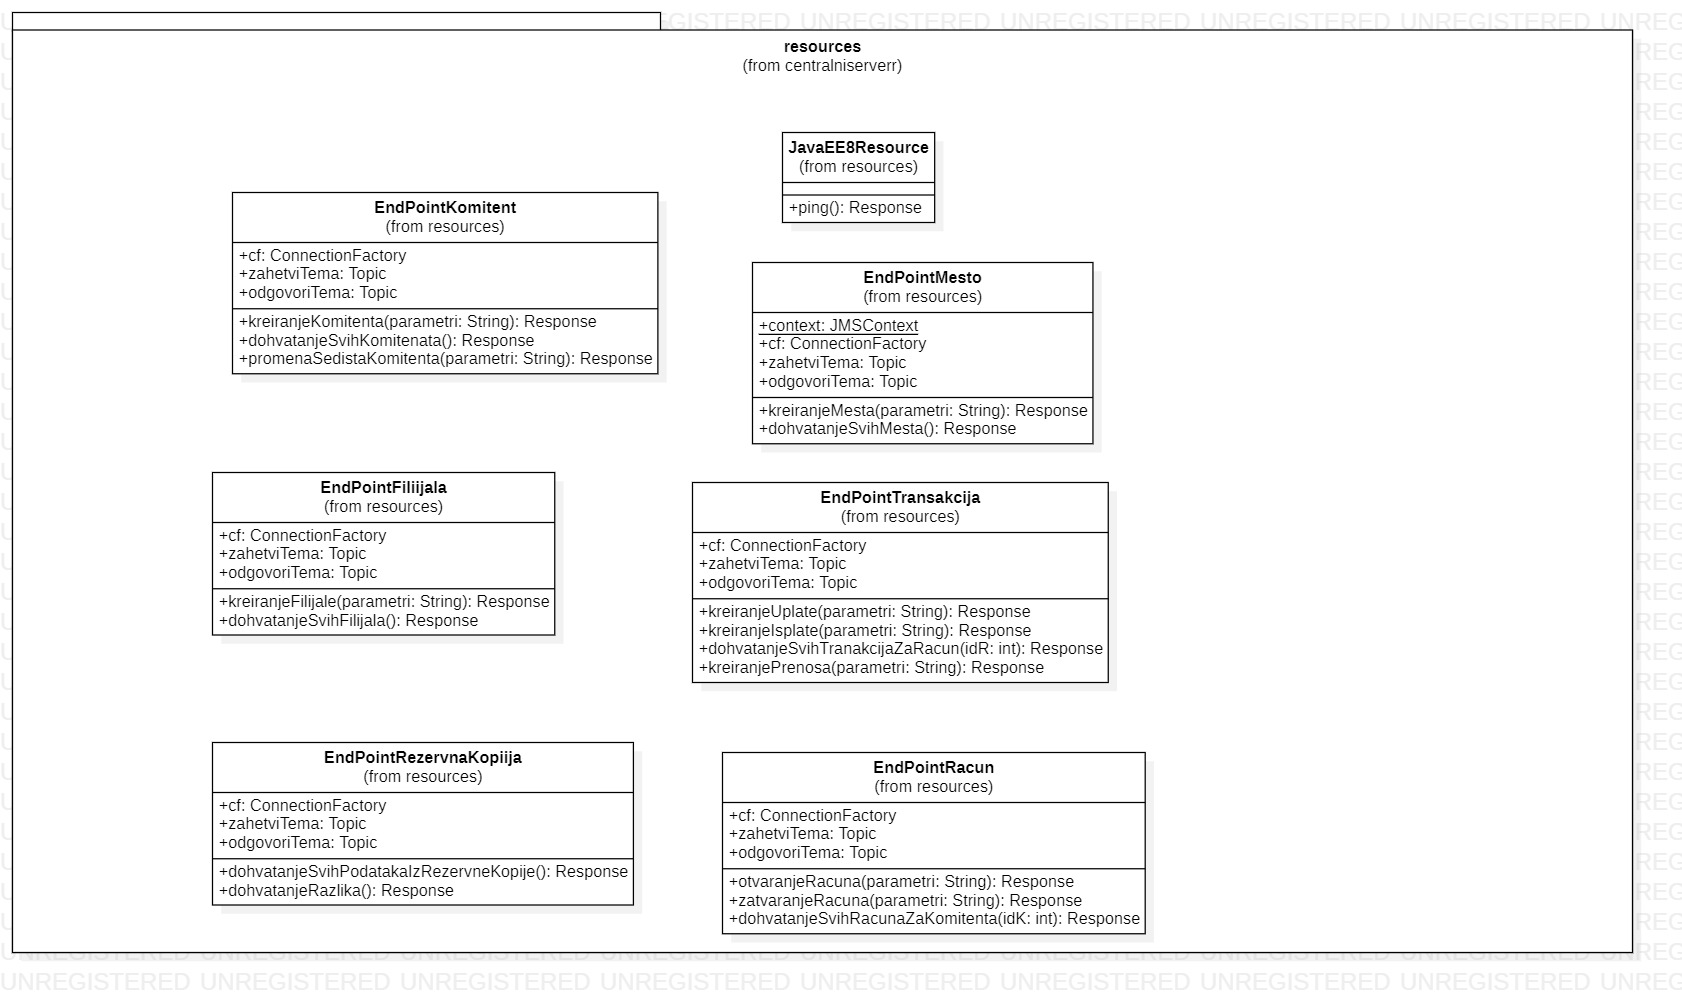 UNREGISTERED UNREGISTERED UNREGISTERED UNREGISTERED UNREG
resources
(from centralniserverr)
JavaEE8Resource
(from resources)
+ping(): Response
EndPointKomitent
(from resources)
+cf: ConnectionFactory
+zahetviTema: Topic
+odgovoriTema: Topic
+kreiranjeKomitenta(parametri: String): Response
+dohvatanjeSvihKomitenata(): Response
+promenaSedistaKomitenta(parametri: String): Response
EndPointMesto
(from resources)
+context: JMSContext
+cf: ConnectionFactory
+zahetviTema: Topic
+odgovoriTema: Topic
+kreiranjeMesta(parametri: String): Response
+dohvatanjeSvihMesta(): Response
EndPointFiliijala
(from resources)
+cf: ConnectionFactory
+zahetviTema: Topic
+odgovoriTema: Topic
+kreiranjeFilijale(parametri: String): Response
+dohvatanjeSvihFilijala(): Response
EndPointTransakcija
(from resources)
+cf: ConnectionFactory
+zahetviTema: Topic
+odgovoriTema: Topic
+kreiranjeUplate(parametri: String): Response
+kreiranjeIsplate(parametri: String): Response
+dohvatanjeSvihTranakcijaZaRacun(idR: int): Response
+kreiranjePrenosa(parametri: String): Response
EndPointRezervnaKopiija
(from resources)
+cf: ConnectionFactory
+zahetviTema: Topic
+odgovoriTema: Topic
+dohvatanjeSvihPodatakaIzRezervneKopije(): Response
+dohvatanjeRazlika(): Response
EndPointRacun
(from resources)
+cf: ConnectionFactory
+zahetviTema: Topic
+odgovoriTema: Topic
+otvaranjeRacuna(parametri: String): Response
+zatvaranjeRacuna(parametri: String): Response
+dohvatanjeSvihRacunaZaKomitenta(idK: int): Response
UNREGISTERED UNREGISTERED UNREGISTERED UNREGISTERED UNREGISTERED UNREGISTERED UNREGISTERED UNREGISTERED UNREG